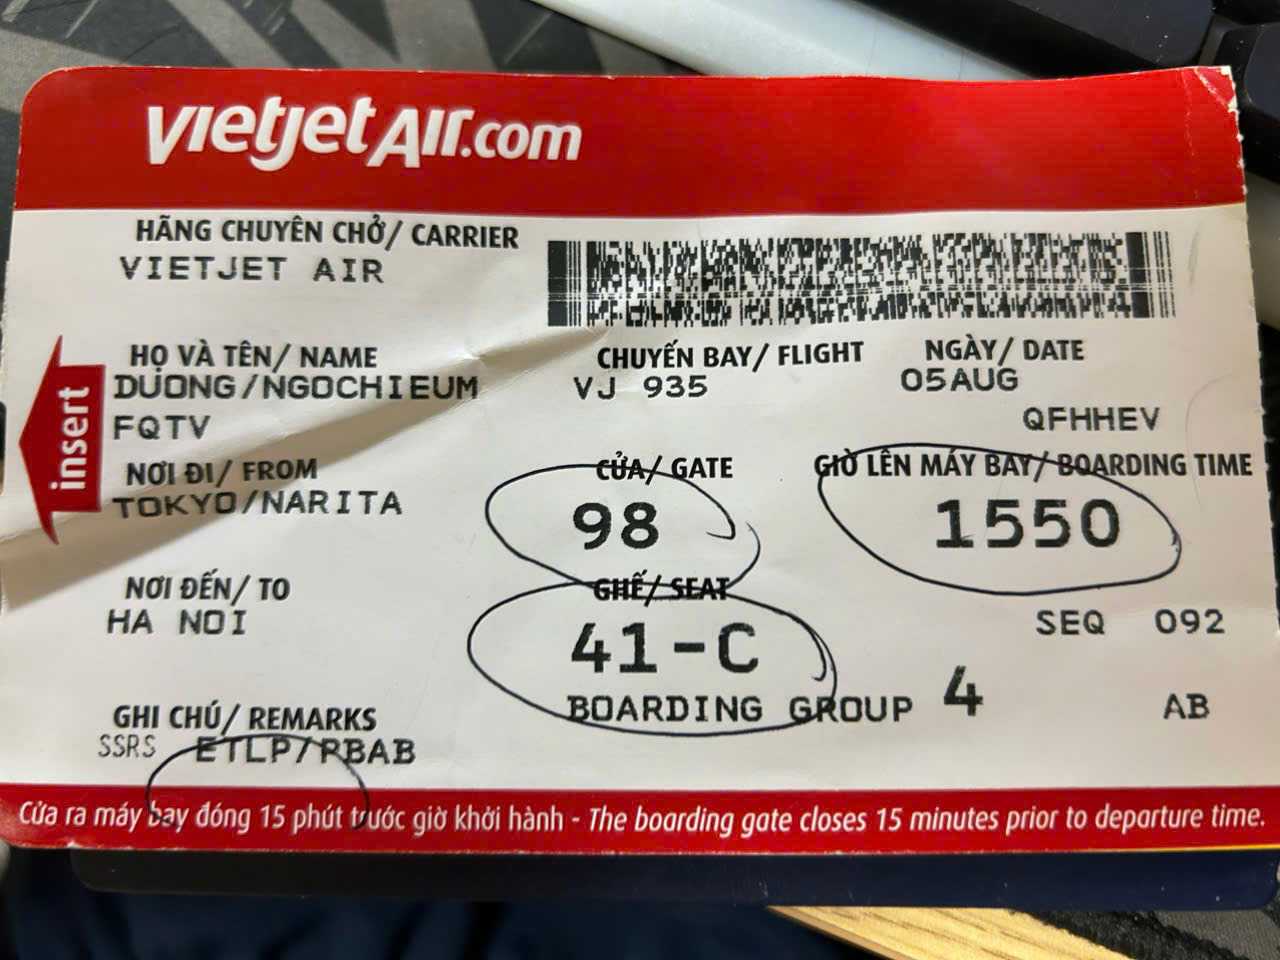 vietjetAir.com
HÃNG CHUYÊN CHỞ/ CARRIER
VIETJET AIR
HỌ VÀ TÊN/ NAME
DUONG/NGOCHIEUM
CHUYẾN BAY/ FLIGHT
VJ 935
NGÀY/ DATE
05AUG
FQTV
QFHHEV
NƠI ĐI/ FROM
TOKYO/NARITA
CỬA/ GATE
98
GIỜ LÊN MÁY BAY/ BOARDING TIME
1550
insert
NƠI ĐẾN/ TO
HA NOI
GHẾ/ SEAT
41-C
SEQ 092
BOARDING GROUP 4
AB
GHI CHÚ/ REMARKS
SSRS ETLP/PBAB
Cửa ra máy bay đóng 15 phút trước giờ khởi hành - The boarding gate closes 15 minutes prior to departure time.